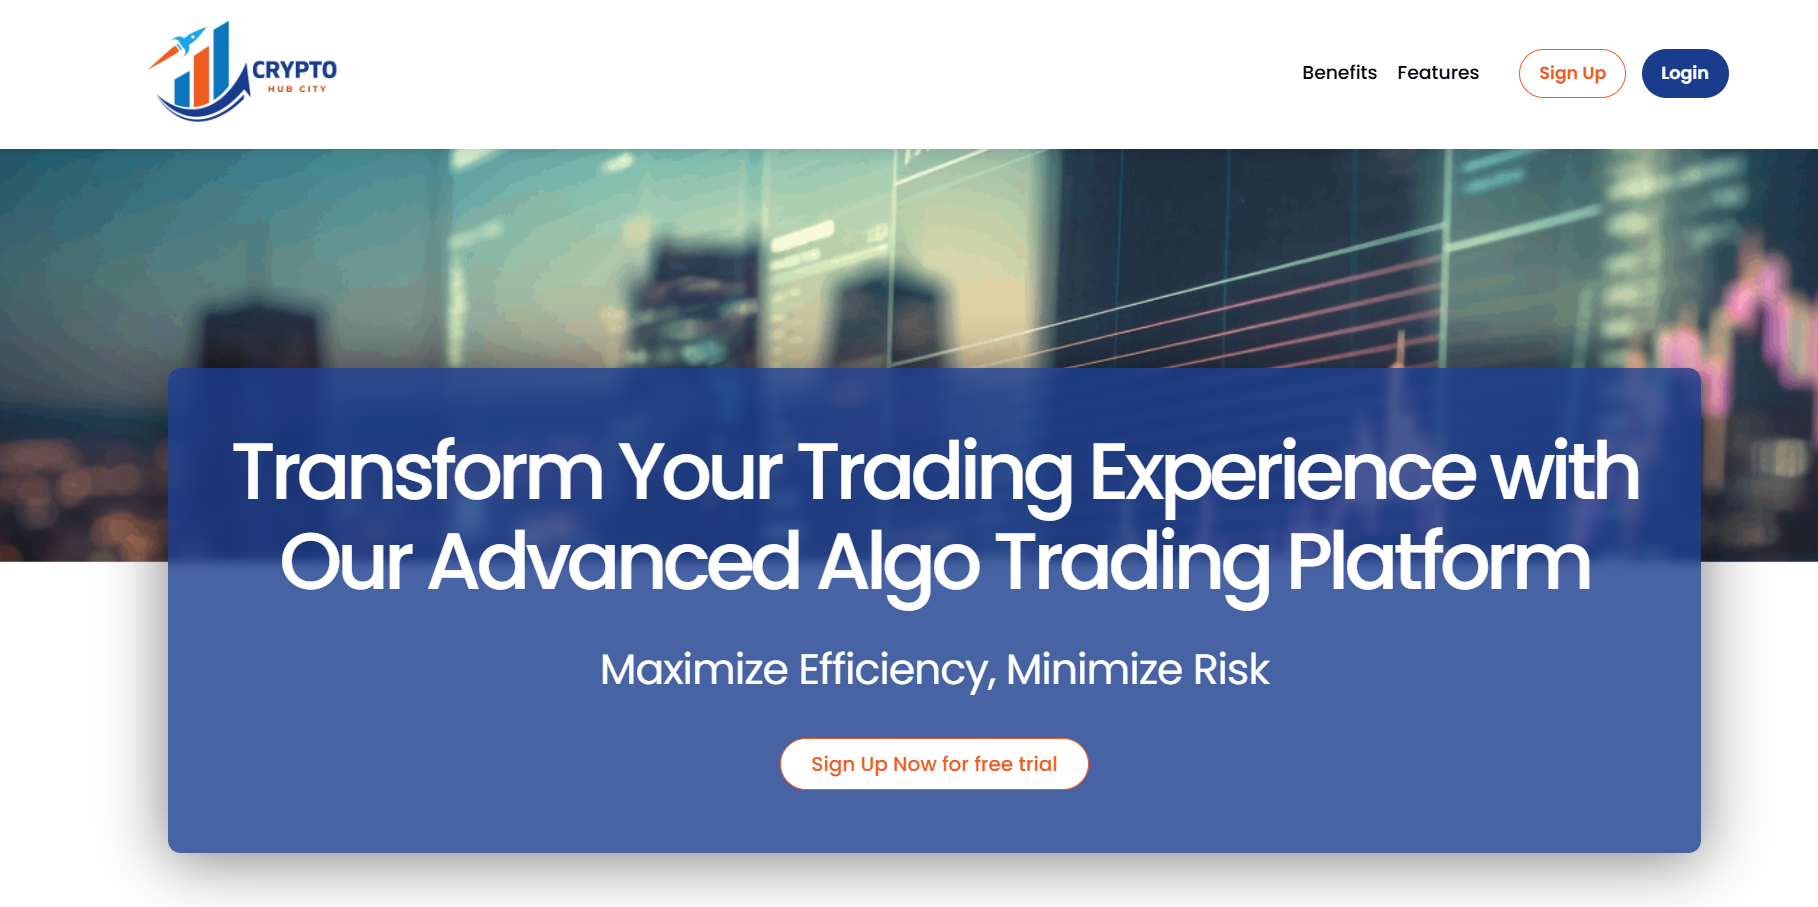 CRYPTO
HUB CITY
Benefits
Features
Sign Up
Login
Transform Your Trading Experience with
Our Advanced Algo Trading Platform
Maximize Efficiency, Minimize Risk
Sign Up Now for free trial